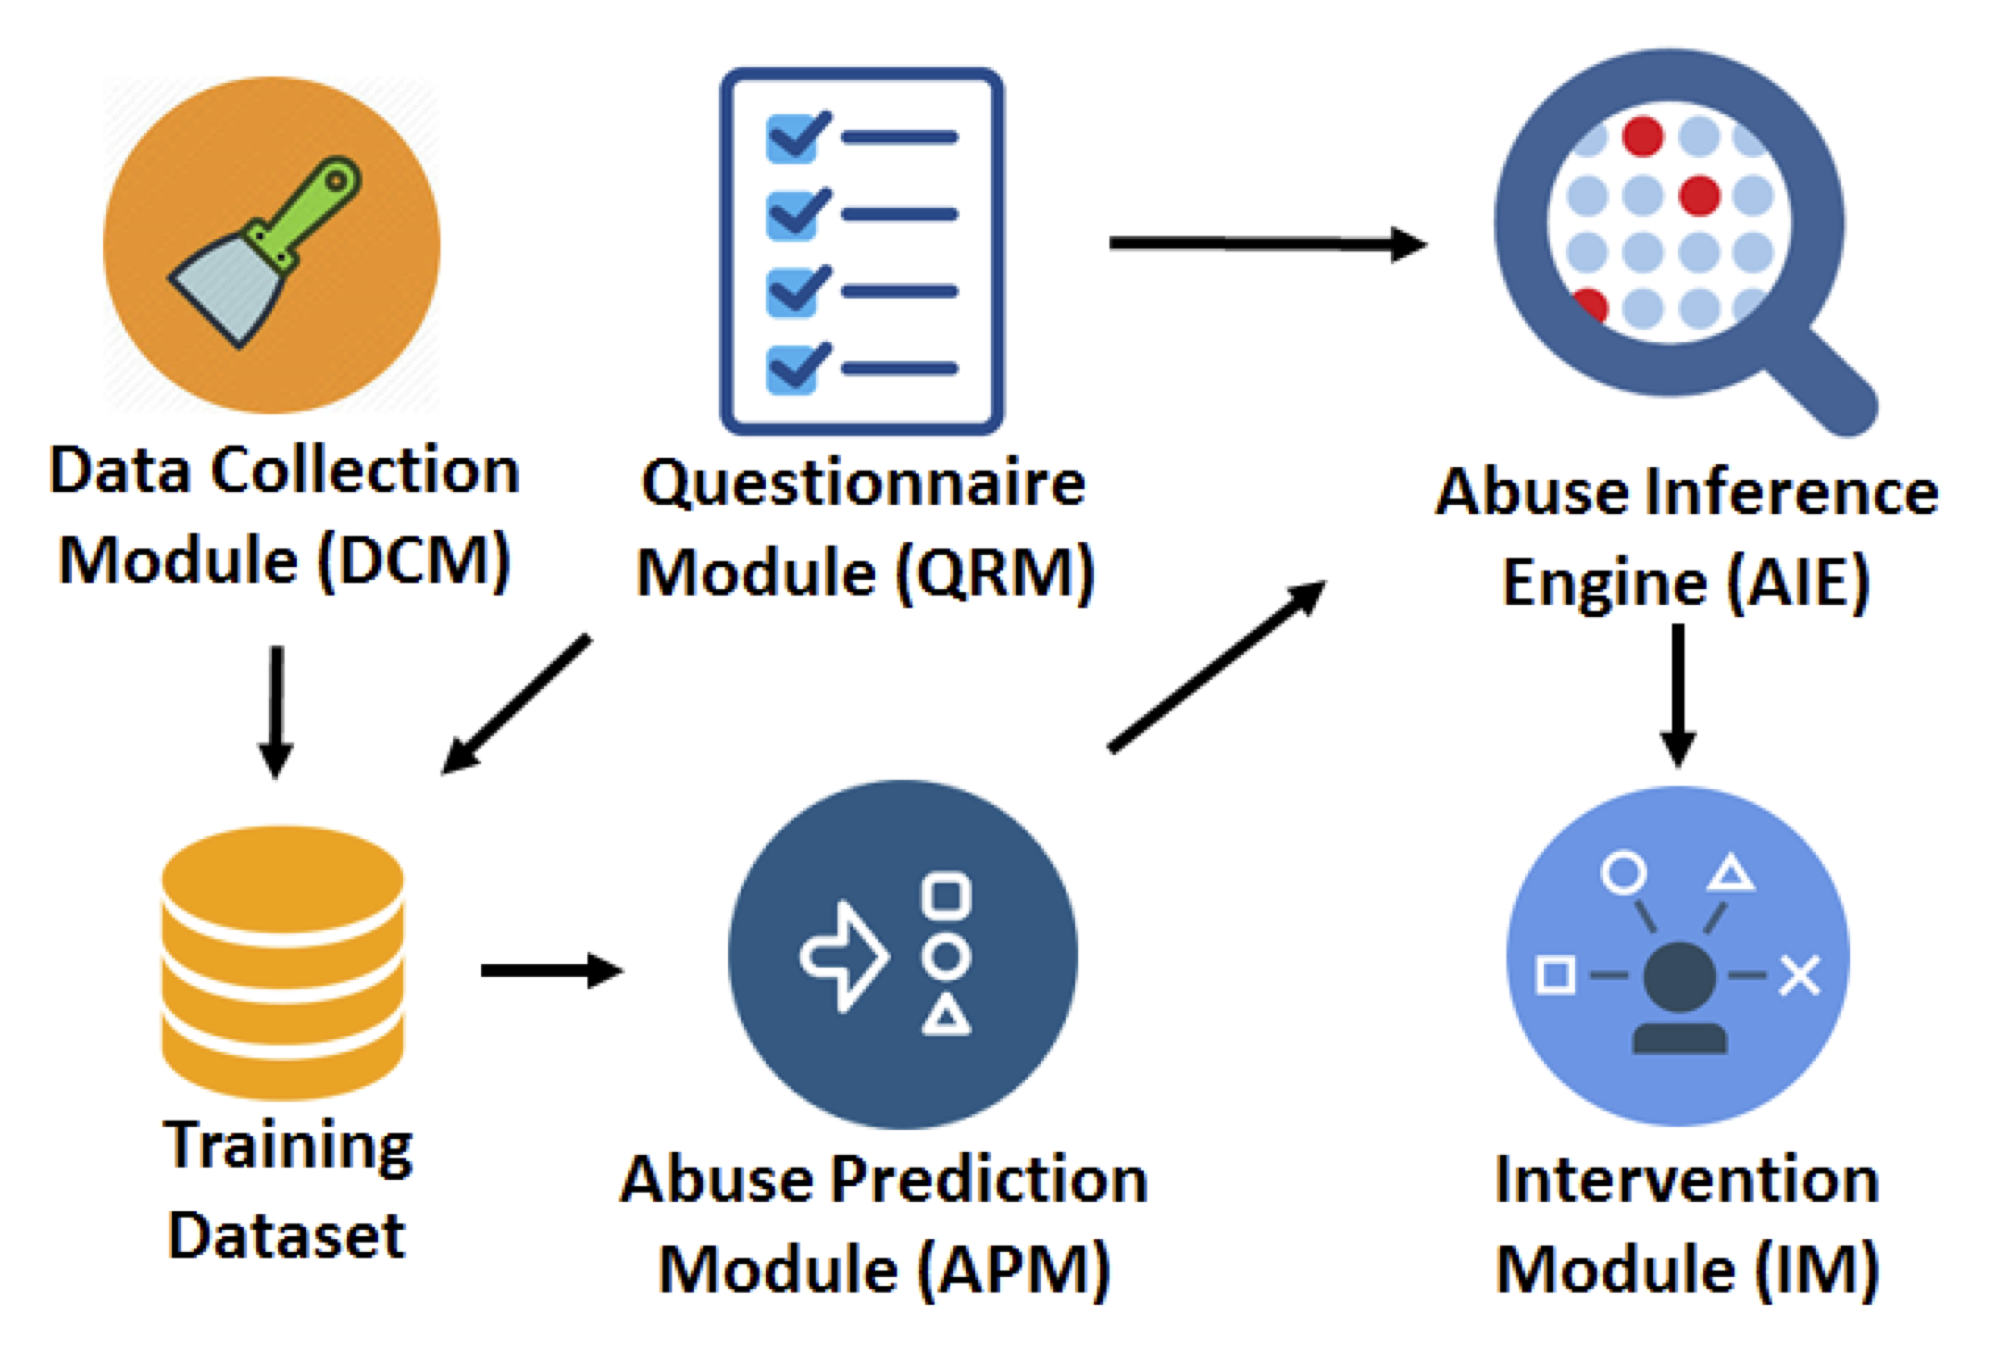 Data Collection
Module (DCM)
Questionnaire
Module (QRM)
Abuse Inference
Engine (AIE)
Training
Dataset
Abuse Prediction
Module (APM)
Intervention
Module (IM)